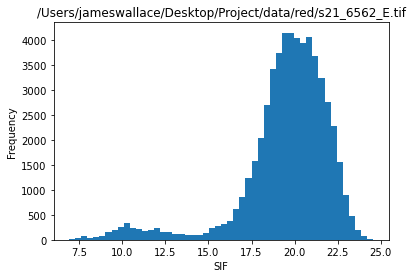 /Users/jameswallace/Desktop/Project/data/red/s21_6562_E.tif
4000
3500
3000
2500
2000
1500
1000
500
0
Frequency
7.5 10.0 12.5 15.0 17.5 20.0 22.5 25.0
SIF